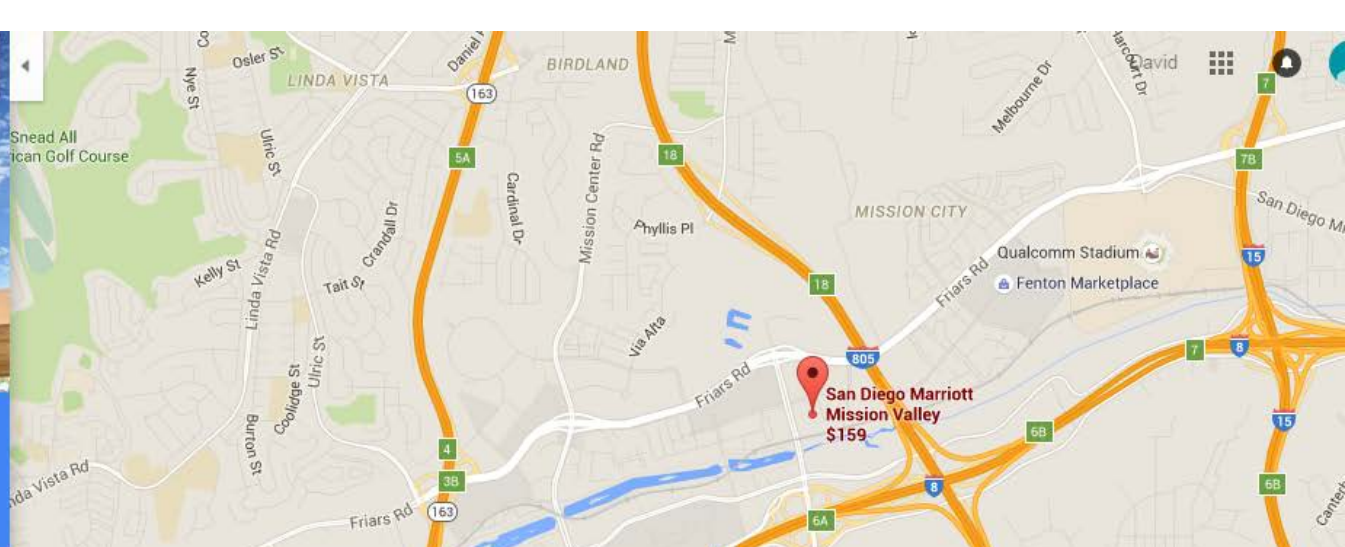 Osler St
Daniel
BIRDLAND
David
7
Nye St
LINDA VISTA
163
Melbourne Dr
Harcourt Dr
Snead All
ican Golf Course
Ulric St
5A
18
7B
Mission Center Rd
Cardinal Dr
San Diego Mi
Crandall Dr
MISSION CITY
Phyllis Pl
Linda Vista Rd
Kelly St
Tait St
Qualcomm Stadium
15
Friars Rd
Fenton Marketplace
18
Via Alta
Ulric St
7
8
805
Coolidge St
Friars Rd
San Diego Marriott
Mission Valley
$159
Burton St
6B
15
4
nda Vista Rd
3B
8
6B
Friars Rd
163
6A
Canterb